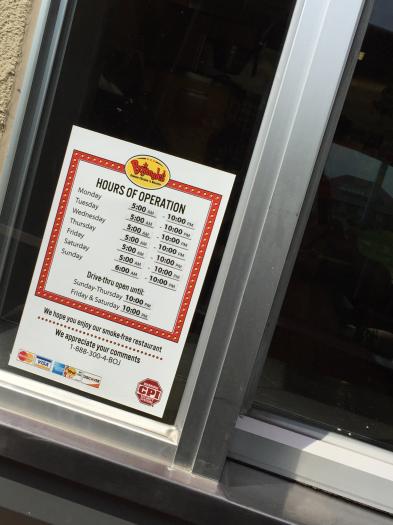 Bojangles'
HOURS OF OPERATION
Monday 5:00 AM - 10:00 PM
Tuesday 5:00 AM - 10:00 PM
Wednesday 5:00 AM - 10:00 PM
Thursday 5:00 AM - 10:00 PM
Friday 5:00 AM - 10:00 PM
Saturday 5:00 AM - 10:00 PM
Sunday 6:00 AM - 10:00 PM
Drive-thru open until:
Sunday-Thursday 10:00 PM
Friday & Saturday 10:00 PM
We hope you enjoy our smoke-free restaurant
We appreciate your comments
1-888-300-4-BOJ
VISA
CPI